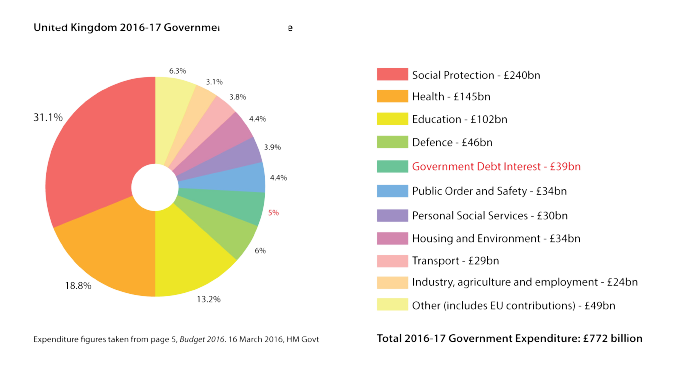 United Kingdom 2016-17
6.3%
3.1%
3.8%
4.4%
3.9%
4.4%
5%
6%
13.2%
18.8%
31.1%
Social Protection - £240bn
Health - £145bn
Education - £102bn
Defence - £46bn
Government Debt Interest - £39bn
Public Order and Safety - £34bn
Personal Social Services - £30bn
Housing and Environment - £34bn
Transport - £29bn
Industry, agriculture and employment - £24bn
Other (includes EU contributions) - £49bn
Expenditure figures taken from page 5, Budget 2016. 16 March 2016, HM Govt
Total 2016-17 Government Expenditure: £772 billion